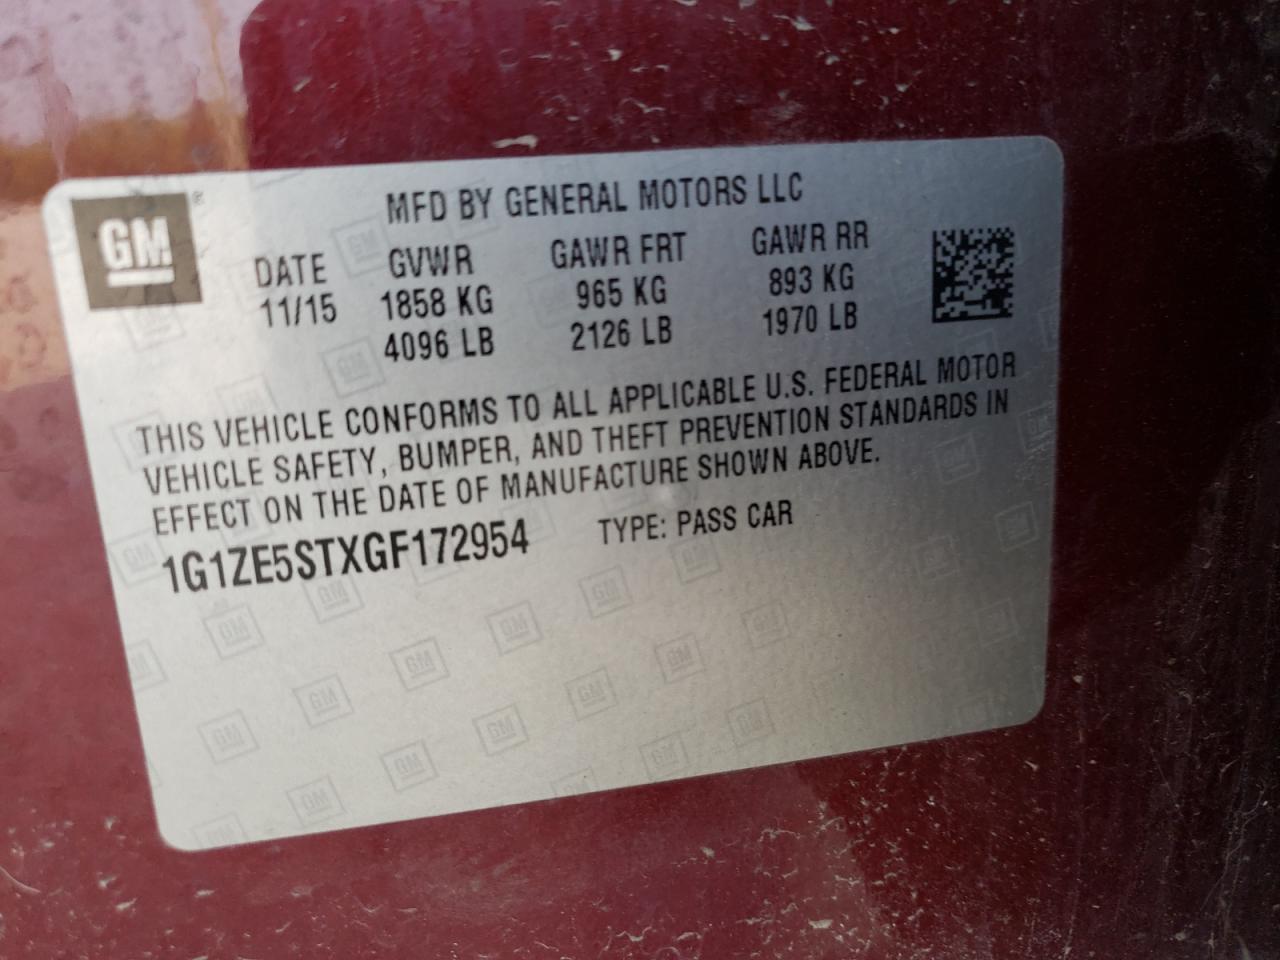 GM
MFD BY GENERAL MOTORS LLC
DATE GVWR GAWR FRT GAWR RR
11/15 1858 KG 965 KG 893 KG
4096 LB 2126 LB 1970 LB
THIS VEHICLE CONFORMS TO ALL APPLICABLE U.S. FEDERAL MOTOR
VEHICLE SAFETY, BUMPER, AND THEFT PREVENTION STANDARDS IN
EFFECT ON THE DATE OF MANUFACTURE SHOWN ABOVE.
1G1ZE5STXGF172954 TYPE: PASS CAR